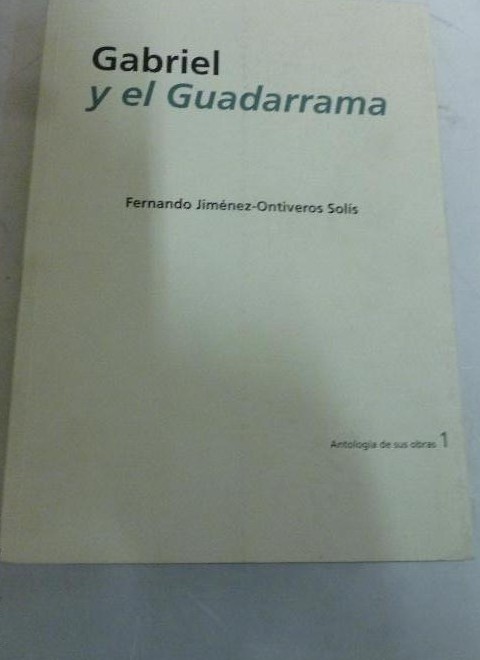 Gabriel
y el Guadarrama
Fernando Jiménez-Ontiveros Solís
Antología de sus obras 1